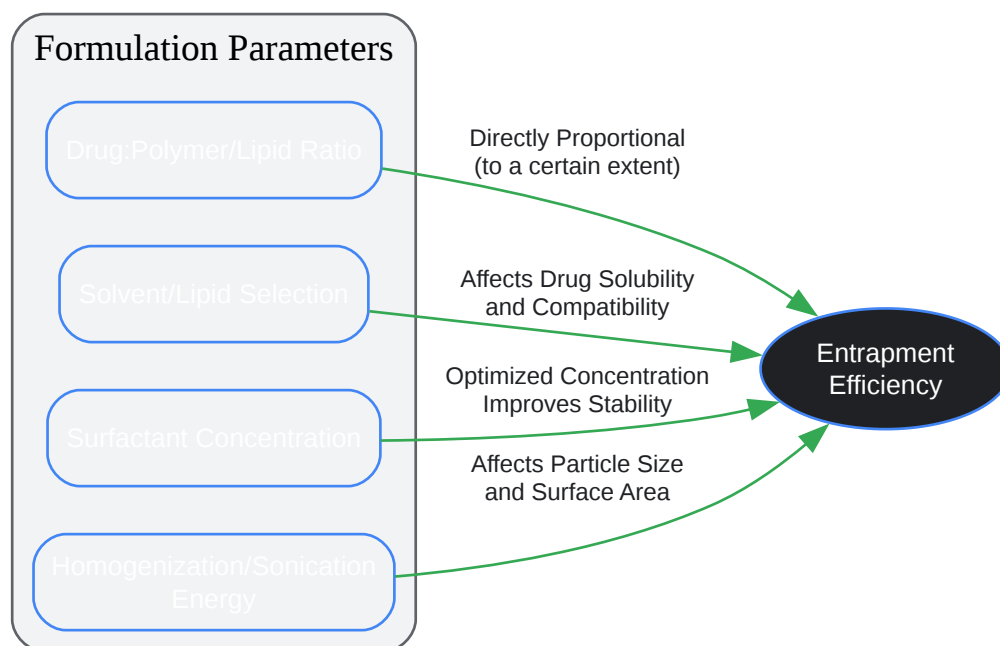 Formulation Parameters
Drug:Polymer/Lipid Ratio
Directly Proportional
(to a certain extent)
Solvent/Lipid Selection
Affects Drug Solubility
and Compatibility
Surfactant Concentration
Optimized Concentration
Improves Stability
Homogenization/Sonication
Energy
Affects Particle Size
and Surface Area
Entrapment
Efficiency